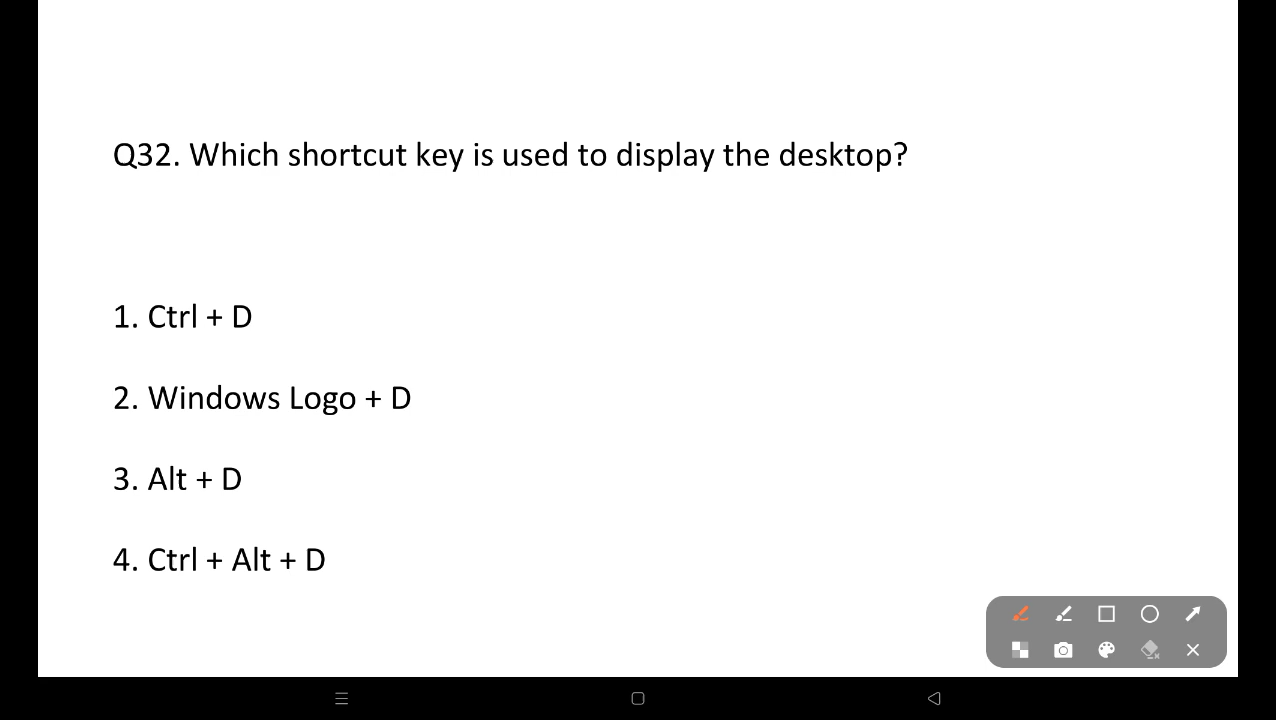 Q32. Which shortcut key is used to display the desktop?
1. Ctrl + D
2. Windows Logo + D
3. Alt + D
4. Ctrl + Alt + D